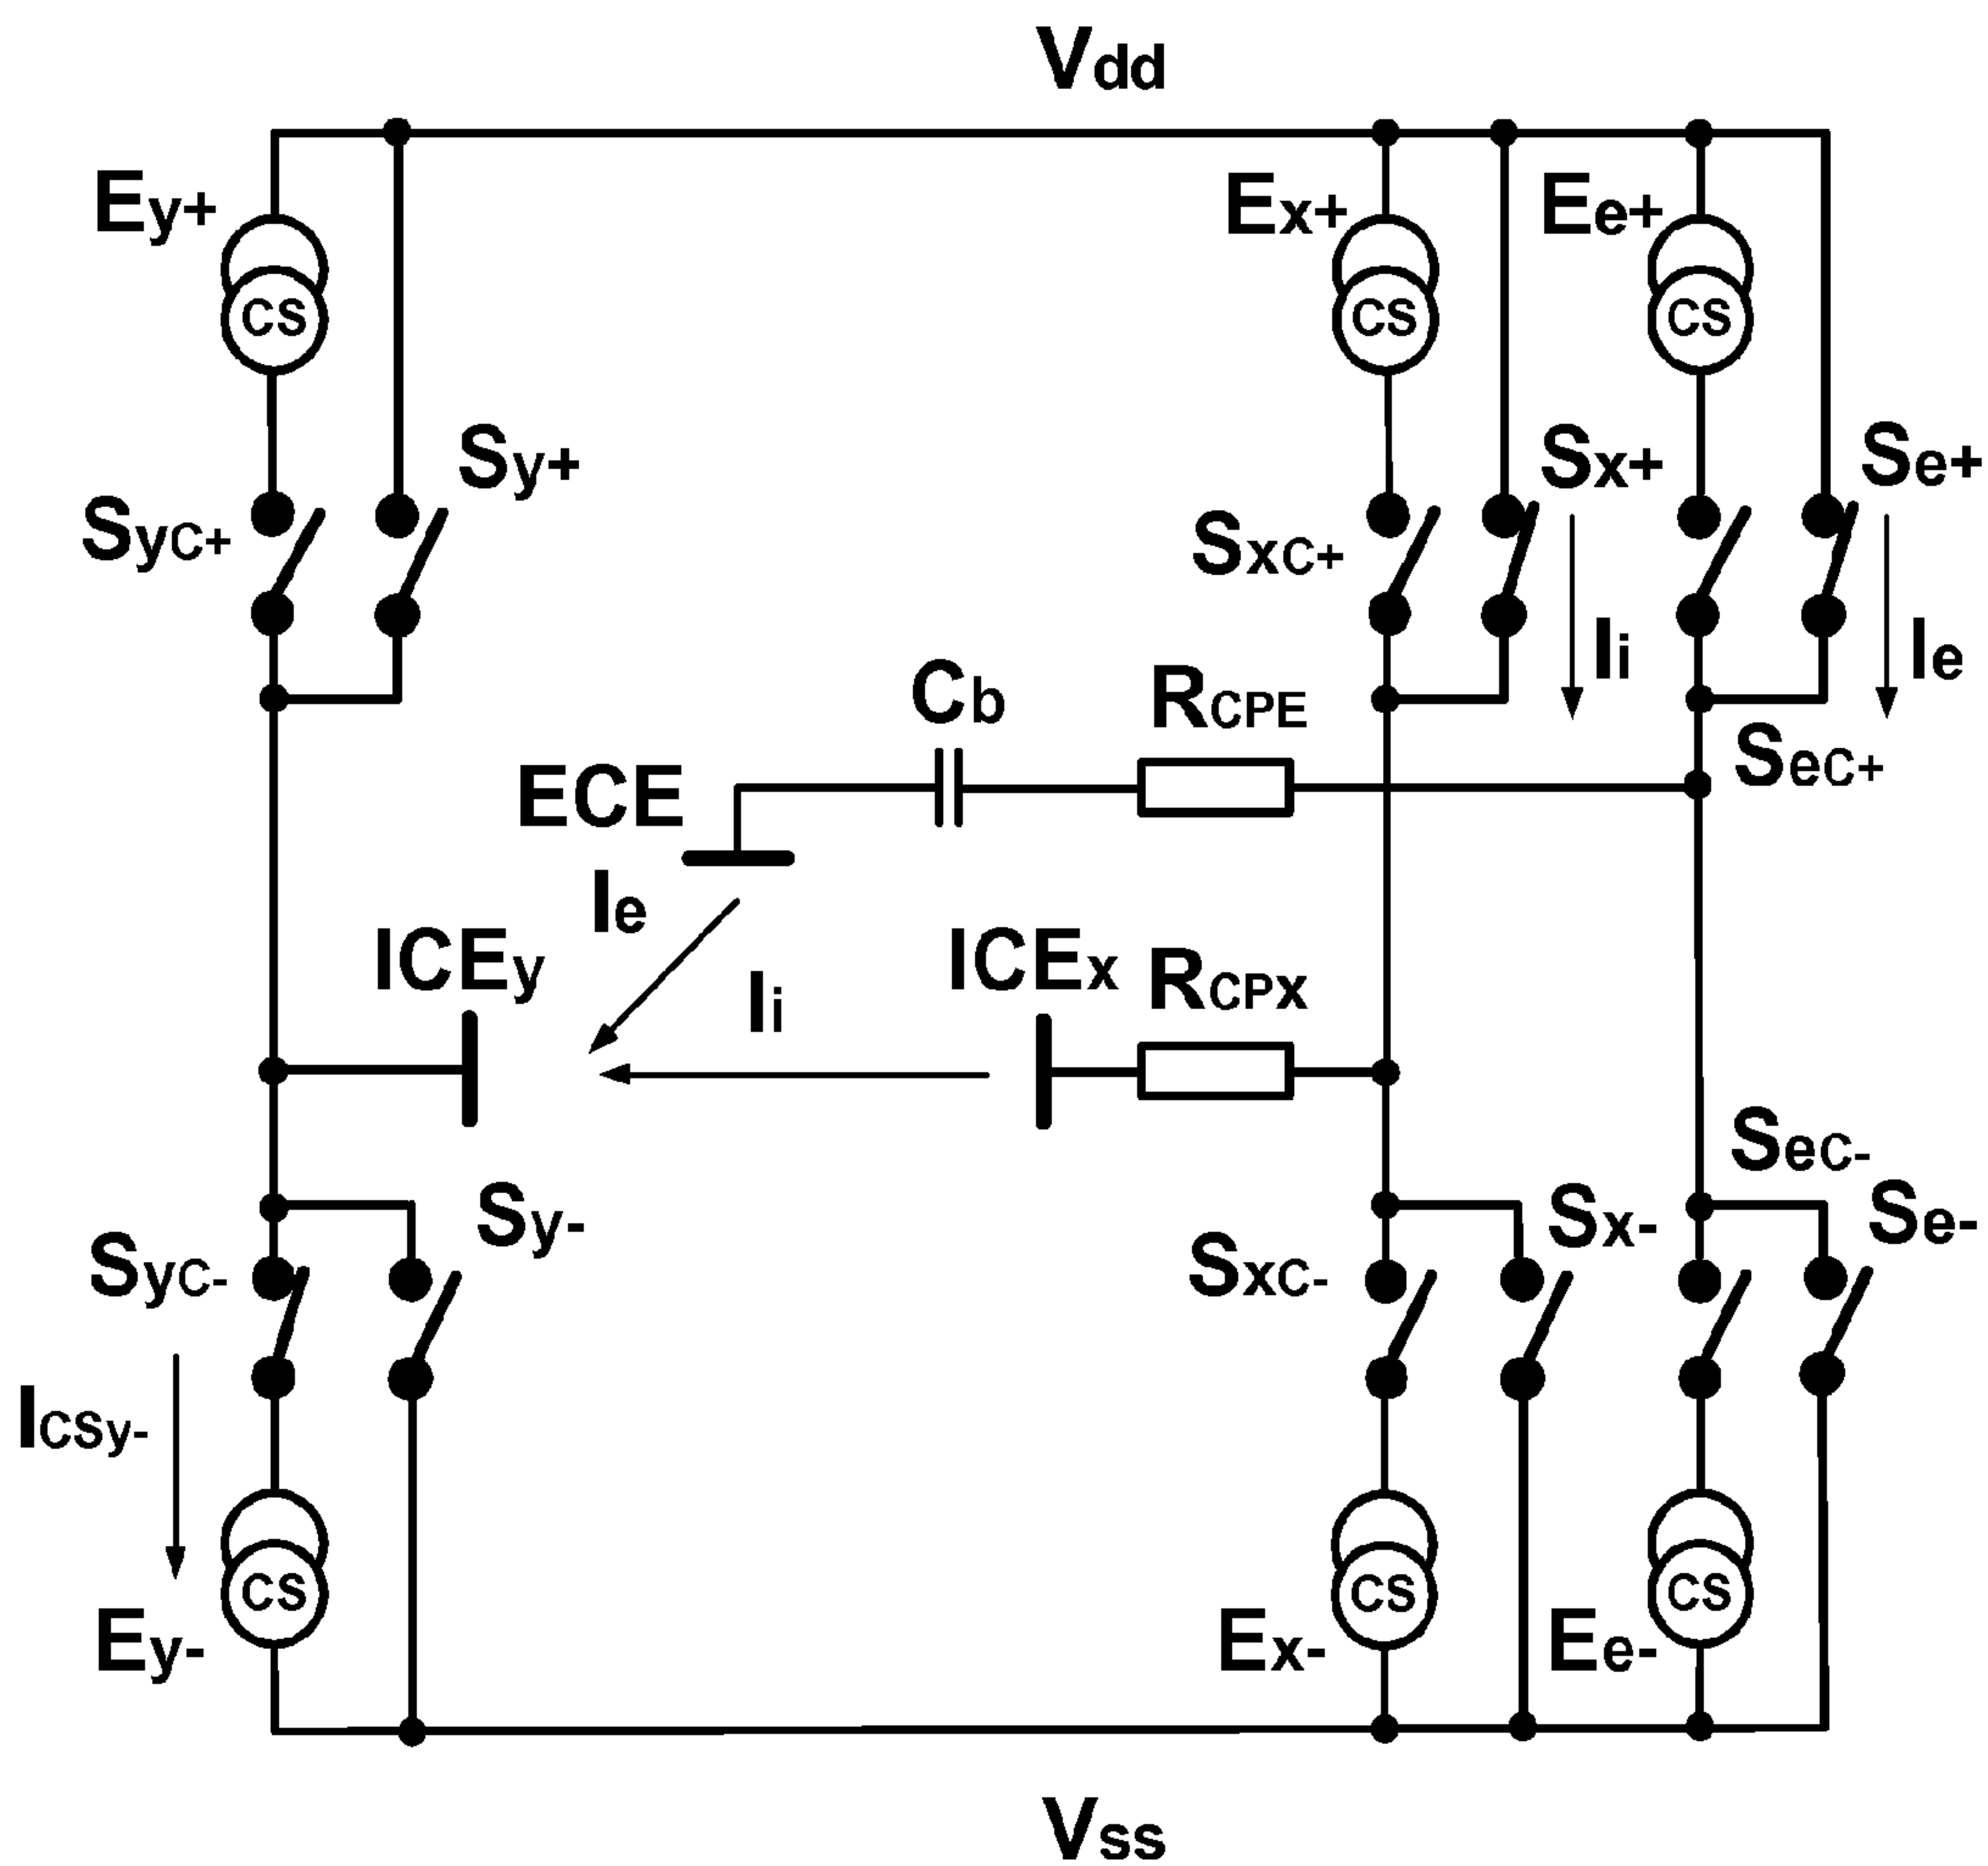 Vdd
Ey+
Ex+
Ee+
CS
CS
CS
Sy+
Sx+
Se+
SyC+
SxC+
Ii
Ie
Cb
RCPE
SeC+
ECE
Ie
ICEy
Ii
ICEx
RCPX
SeC-
Sy-
Sx-
Se-
SyC-
SxC-
ICSy-
CS
CS
CS
Ey-
Ex-
Ee-
Vss